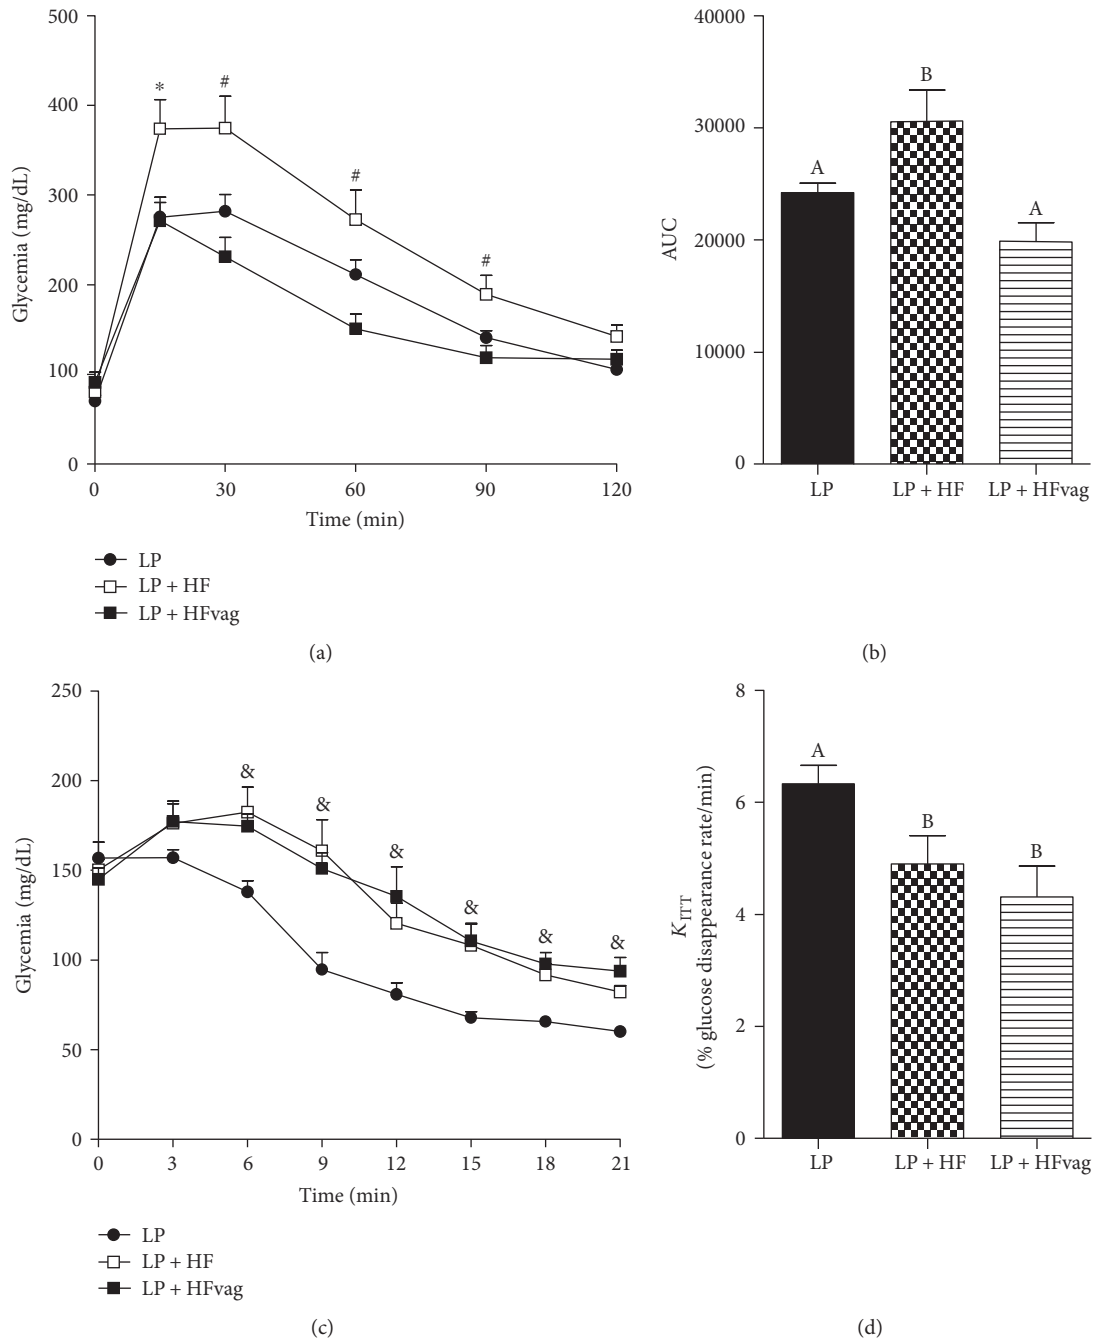 500
400
300
200
100
0
Glycemia (mg/dL)
*
#
#
#
0 30 60 90 120
Time (min)
LP
LP + HF
LP + HFvag
(a)
40000
30000
20000
10000
0
AUC
A
B
A
LP LP + HF LP + HFvag
(b)
250
200
150
100
50
0
Glycemia (mg/dL)
& & & & & &
0 3 6 9 12 15 18 21
Time (min)
LP
LP + HF
LP + HFvag
(c)
8
6
4
2
0
K_ITT
(% glucose disappearance rate/min)
A
B
B
LP LP + HF LP + HFvag
(d)